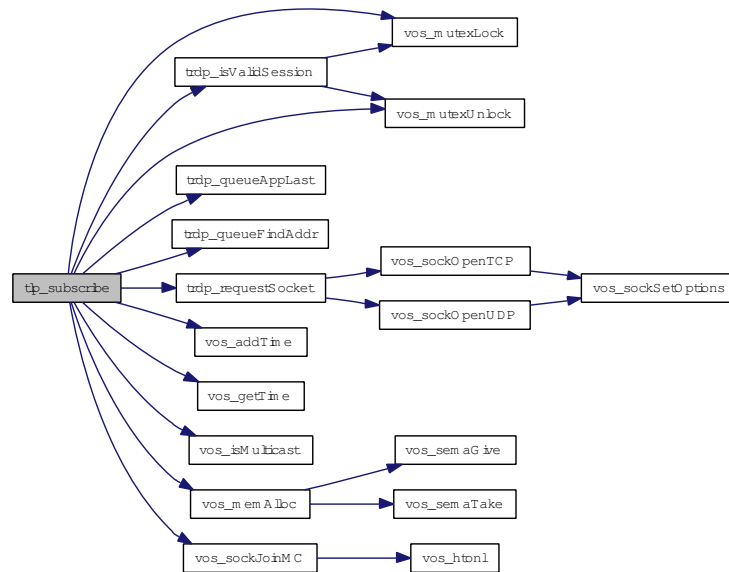 vos_mutexLock
trdp_isValidSession
vos_mutexUnlock
trdp_queueAppLast
trdp_queueFindAddr
vos_sockOpenTCP
tlp_subscribe
trdp_requestSocket
vos_sockSetOptions
vos_sockOpenUDP
vos_addTime
vos_getTime
vos_isMulticast
vos_semaGive
vos_memAlloc
vos_semaTake
vos_sockJoinMC
vos_htonl